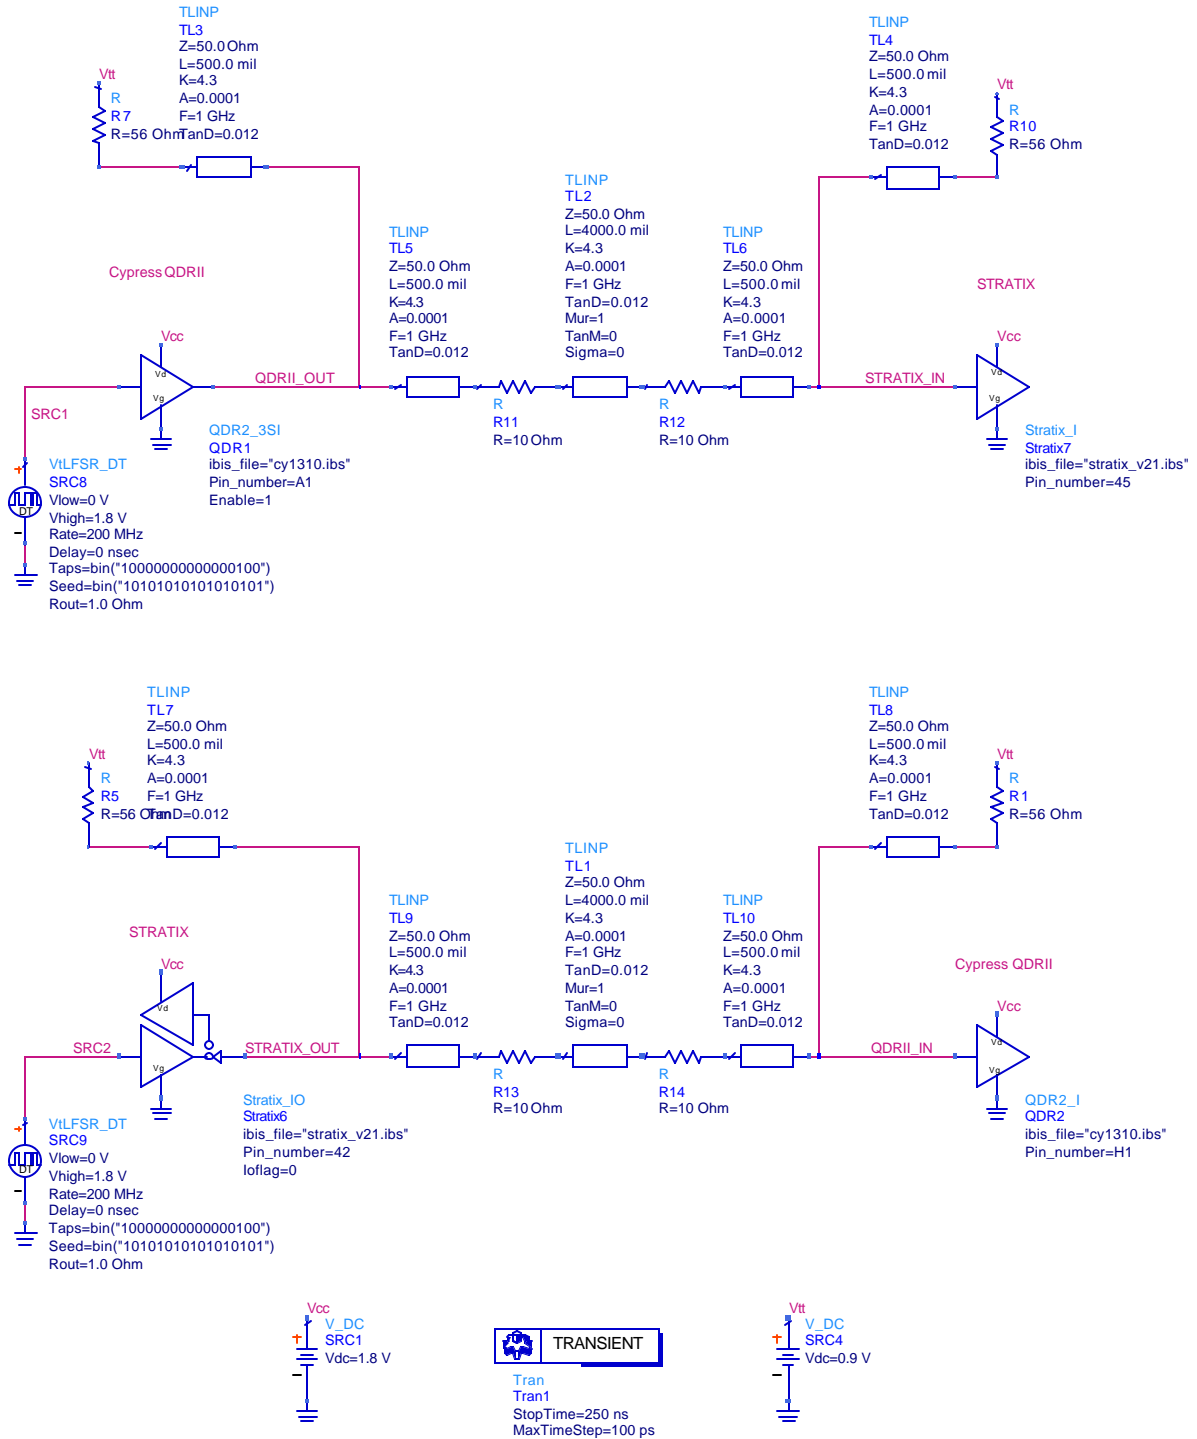 TLINP
TL3
Z=50.0 Ohm
L=500.0 mil
K=4.3
A=0.0001
F=1 GHz
TanD=0.012
Vtt
R
R7
R=56 Ohm
TLINP
TL4
Z=50.0 Ohm
L=500.0 mil
K=4.3
A=0.0001
F=1 GHz
TanD=0.012
Vtt
R
R10
R=56 Ohm
TLINP
TL2
Z=50.0 Ohm
L=4000.0 mil
K=4.3
A=0.0001
F=1 GHz
TanD=0.012
Mur=1
TanM=0
Sigma=0
TLINP
TL5
Z=50.0 Ohm
L=500.0 mil
K=4.3
A=0.0001
F=1 GHz
TanD=0.012
TLINP
TL6
Z=50.0 Ohm
L=500.0 mil
K=4.3
A=0.0001
F=1 GHz
TanD=0.012
Cypress QDRII
STRATIX
Vcc
Vd
Vg
QDRII_OUT
SRC1
R
R11
R=10 Ohm
R
R12
R=10 Ohm
STRATIX_IN
Vcc
Vd
Vg
QDR2_3SI
QDR1
ibis_file="cy1310.ibs"
Pin_number=A1
Enable=1
Stratix_I
Stratix7
ibis_file="stratix_v21.ibs"
Pin_number=45
VtLFSR_DT
SRC8
Vlow=0 V
Vhigh=1.8 V
Rate=200 MHz
Delay=0 nsec
Taps=bin("10000000000000100")
Seed=bin("10101010101010101")
Rout=1.0 Ohm
DT
TLINP
TL7
Z=50.0 Ohm
L=500.0 mil
K=4.3
A=0.0001
F=1 GHz
TanD=0.012
Vtt
R
R5
R=56 Ohm
TLINP
TL8
Z=50.0 Ohm
L=500.0 mil
K=4.3
A=0.0001
F=1 GHz
TanD=0.012
Vtt
R
R1
R=56 Ohm
TLINP
TL1
Z=50.0 Ohm
L=4000.0 mil
K=4.3
A=0.0001
F=1 GHz
TanD=0.012
Mur=1
TanM=0
Sigma=0
TLINP
TL9
Z=50.0 Ohm
L=500.0 mil
K=4.3
A=0.0001
F=1 GHz
TanD=0.012
TLINP
TL10
Z=50.0 Ohm
L=500.0 mil
K=4.3
A=0.0001
F=1 GHz
TanD=0.012
STRATIX
Cypress QDRII
Vcc
Vd
Vg
SRC2
STRATIX_OUT
R
R13
R=10 Ohm
R
R14
R=10 Ohm
QDRII_IN
Vcc
Vd
Vg
Stratix_IO
Stratix6
ibis_file="stratix_v21.ibs"
Pin_number=42
Ioflag=0
QDR2_I
QDR2
ibis_file="cy1310.ibs"
Pin_number=H1
VtLFSR_DT
SRC9
Vlow=0 V
Vhigh=1.8 V
Rate=200 MHz
Delay=0 nsec
Taps=bin("10000000000000100")
Seed=bin("10101010101010101")
Rout=1.0 Ohm
DT
Vcc
V_DC
SRC1
Vdc=1.8 V
TRANSIENT
Tran
Tran1
StopTime=250 ns
MaxTimeStep=100 ps
Vtt
V_DC
SRC4
Vdc=0.9 V